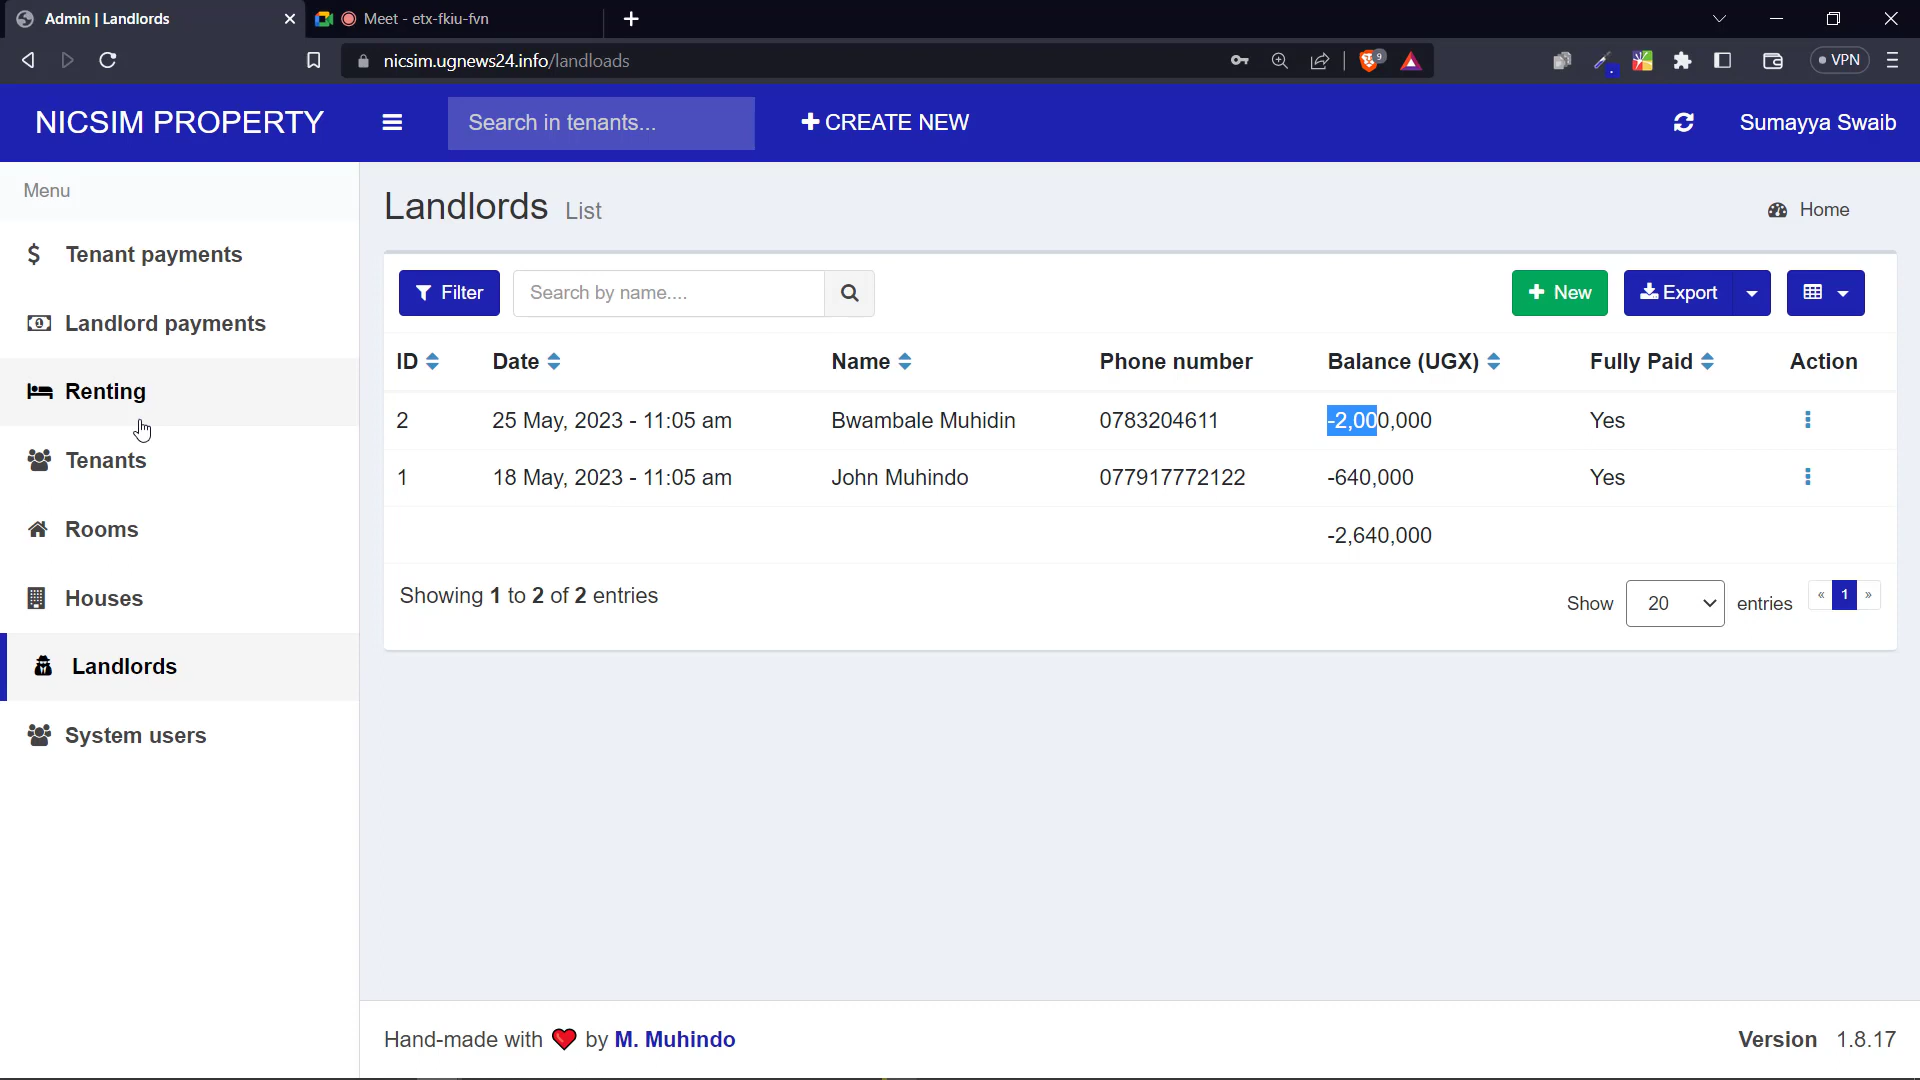 Admin | Landlords
Meet - etx-fkiu-fvn
nicsim.ugnews24.info/landloads
9
VPN
NICSIM PROPERTY
Search in tenants...
CREATE NEW
Sumayya Swaib
Menu
Tenant payments
Landlord payments
Renting
Tenants
Rooms
Houses
Landlords
System users
Landlords List
Home
Filter
Search by name....
New
Export
ID Date Name Phone number Balance (UGX) Fully Paid Action
2 25 May, 2023 - 11:05 am Bwambale Muhidin 0783204611 -2,000,000 Yes
1 18 May, 2023 - 11:05 am John Muhindo 077917772122 -640,000 Yes
-2,640,000
Showing 1 to 2 of 2 entries
Show 20 entries « 1 »
Hand-made with ❤ by M. Muhindo
Version 1.8.17